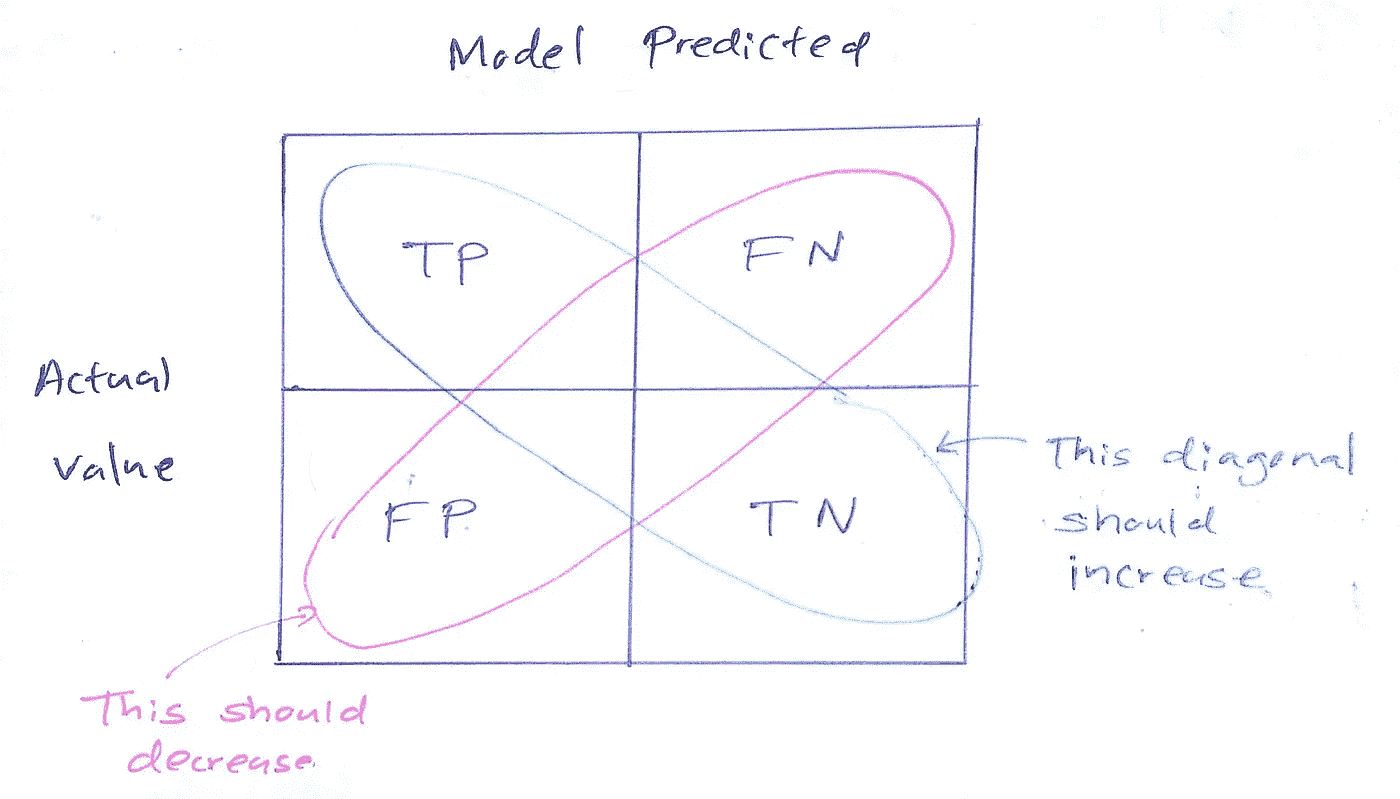 Model Predicted
TP
FN
Actual
value
FP
TN
This diagonal
should
increase
This should
decrease